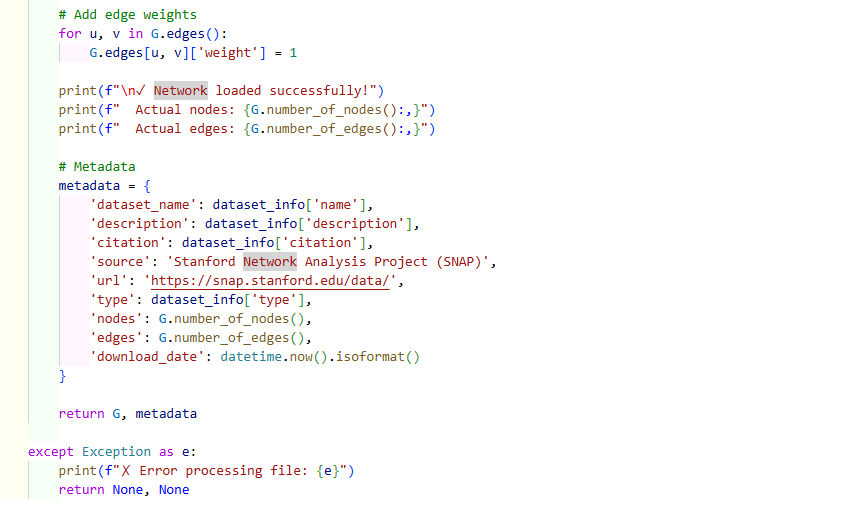 # Add edge weights
for u, v in G.edges():
    G.edges[u, v]['weight'] = 1
print(f"\n✓ Network loaded successfully!")
print(f"  Actual nodes: {G.number_of_nodes():,}")
print(f"  Actual edges: {G.number_of_edges():,}")
# Metadata
metadata = {
    'dataset_name': dataset_info['name'],
    'description': dataset_info['description'],
    'citation': dataset_info['citation'],
    'source': 'Stanford Network Analysis Project (SNAP)',
    'url': 'https://snap.stanford.edu/data/',
    'type': dataset_info['type'],
    'nodes': G.number_of_nodes(),
    'edges': G.number_of_edges(),
    'download_date': datetime.now().isoformat()
}
return G, metadata
except Exception as e:
    print(f"✗ Error processing file: {e}")
    return None, None